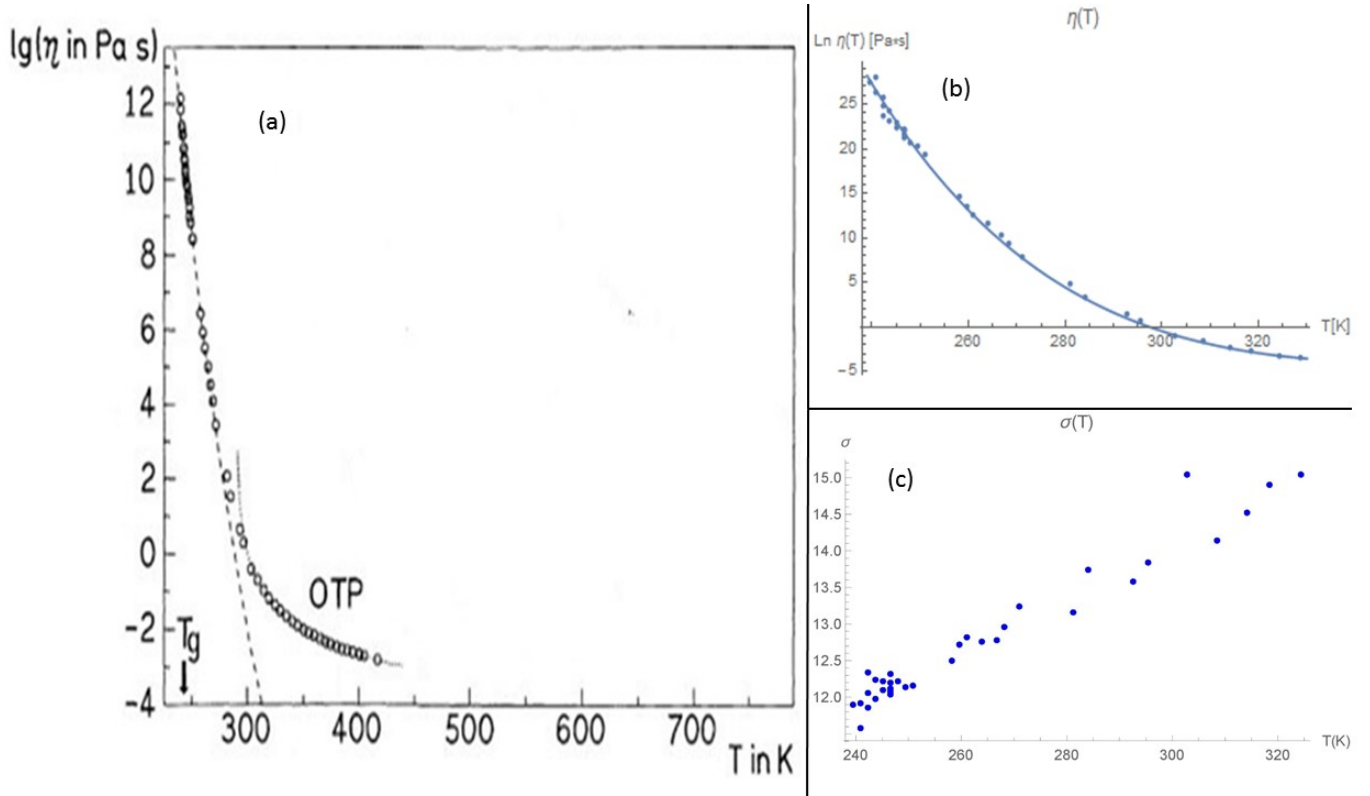 lg(η in Pa s)
(a)
12
10
8
6
4
2
0
-2
-4
OTP
Tg
300 400 500 600 700
T in K
η(T)
Ln η(T) [Pa*s]
(b)
25
20
15
10
5
-5
260 280 300 320
T[K]
σ(T)
σ
(c)
15.0
14.5
14.0
13.5
13.0
12.5
12.0
240 260 280 300 320
T(K)